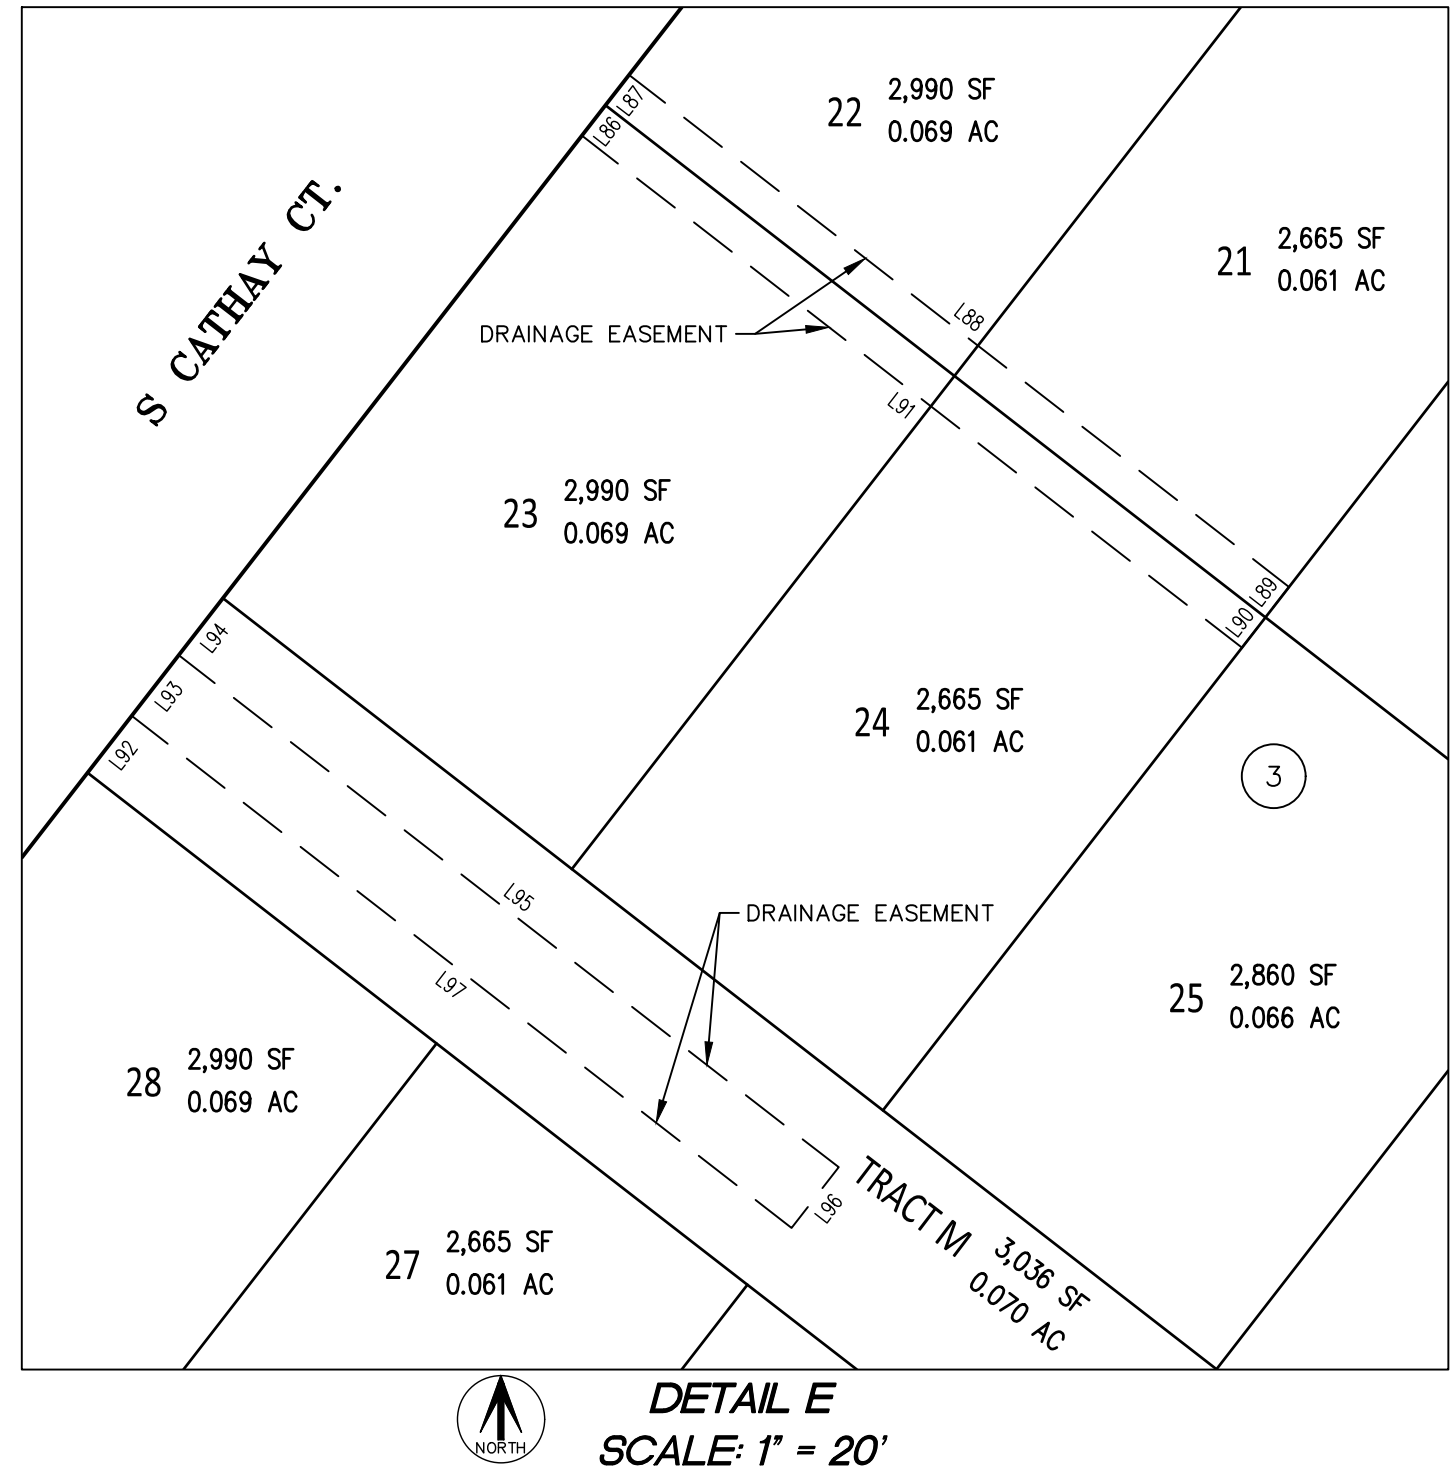 L87
L86
22 2,990 SF
0.069 AC
S CATHAY CT.
21 2,665 SF
0.061 AC
L88
DRAINAGE EASEMENT
L91
23 2,990 SF
0.069 AC
L89
L90
L94
L93
L92
24 2,665 SF
0.061 AC
3
L95
DRAINAGE EASEMENT
L97
25 2,860 SF
0.066 AC
28 2,990 SF
0.069 AC
L96
TRACT M 3,036 SF
0.070 AC
27 2,665 SF
0.061 AC
NORTH
DETAIL E
SCALE: 1" = 20'